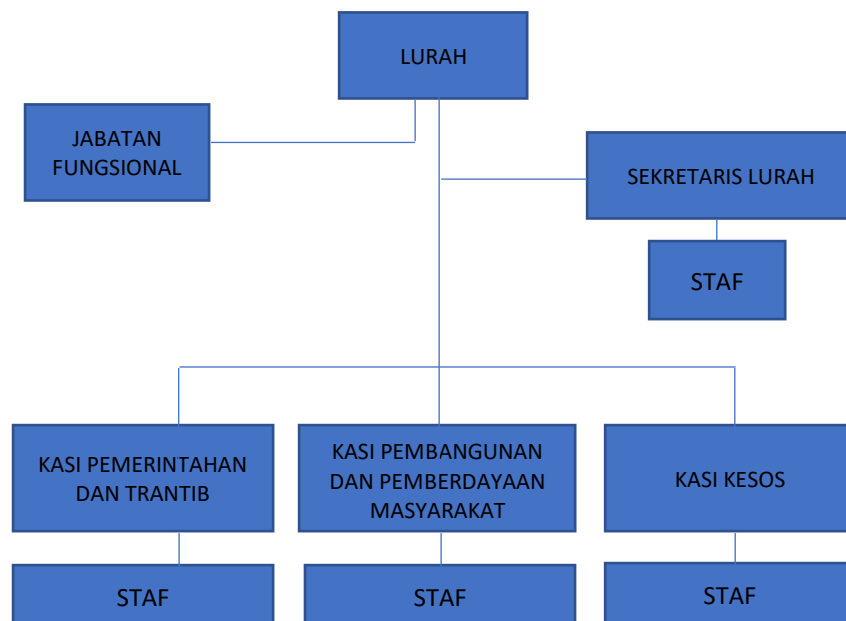 LURAH
JABATAN
FUNGSIONAL
SEKRETARIS LURAH
STAF
KASI PEMERINTAHAN
DAN TRANTIB
KASI PEMBANGUNAN
DAN PEMBERDAYAAN
MASYARAKAT
KASI KESOS
STAF
STAF
STAF